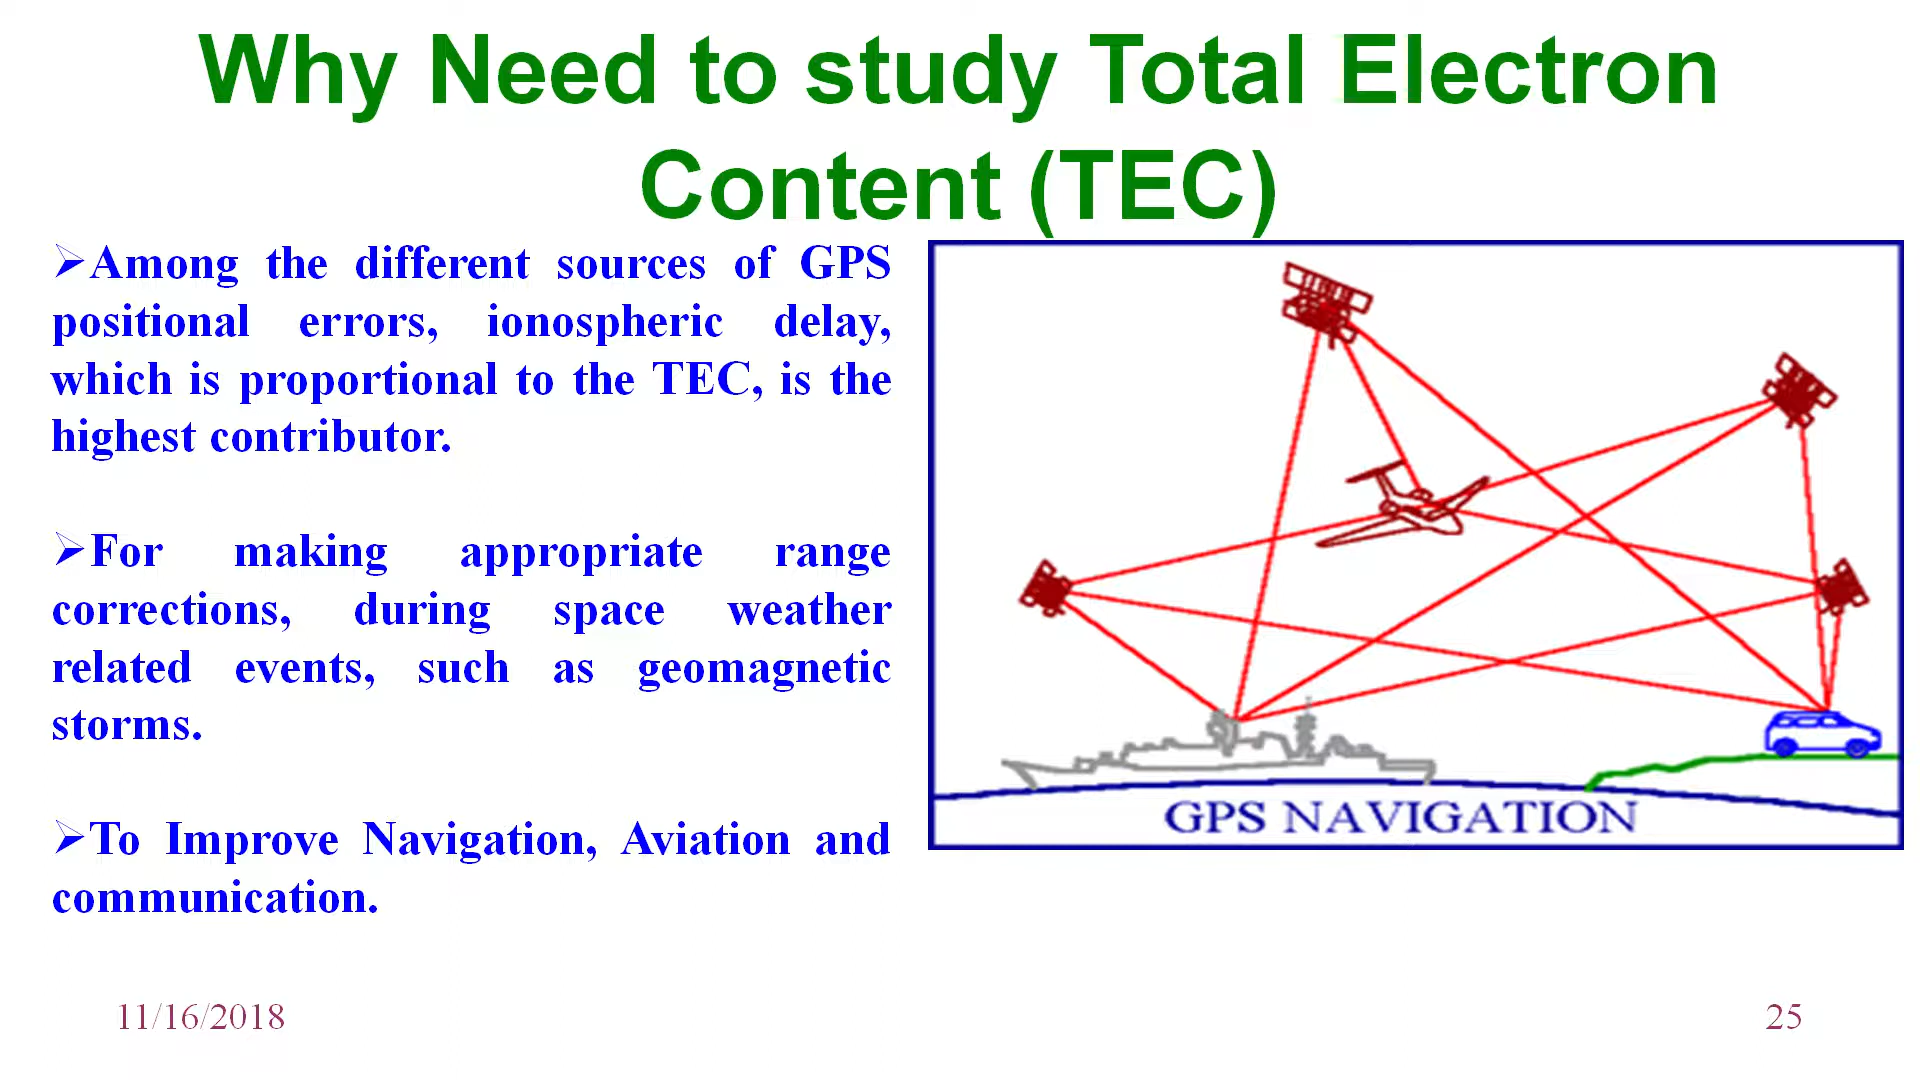 Why Need to study Total Electron
Content (TEC)
➢Among the different sources of GPS
positional errors, ionospheric delay,
which is proportional to the TEC, is the
highest contributor.
➢For making appropriate range
corrections, during space weather
related events, such as geomagnetic
storms.
➢To Improve Navigation, Aviation and
communication.
GPS NAVIGATION
11/16/2018
25